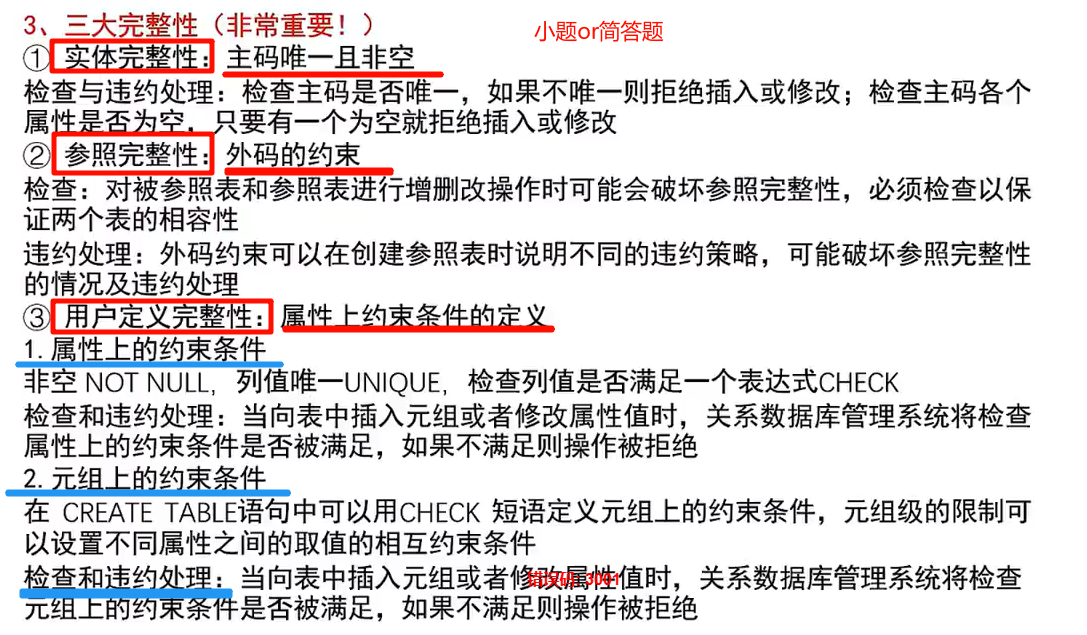 3、三大完整性（非常重要！）
小题or简答题
① 实体完整性：主码唯一且非空
检查与违约处理：检查主码是否唯一，如果不唯一则拒绝插入或修改；检查主码各个
属性是否为空，只要有一个为空就拒绝插入或修改
② 参照完整性：外码的约束
检查：对被参照表和参照表进行增删改操作时可能会破坏参照完整性，必须检查以保
证两个表的相容性
违约处理：外码约束可以在创建参照表时说明不同的违约策略，可能破坏参照完整性
的情况及违约处理
③ 用户定义完整性：属性上约束条件的定义
1.属性上的约束条件
非空 NOT NULL，列值唯一UNIQUE，检查列值是否满足一个表达式CHECK
检查和违约处理：当向表中插入元组或者修改属性值时，关系数据库管理系统将检查
属性上的约束条件是否被满足，如果不满足则操作被拒绝
2.元组上的约束条件
在 CREATE TABLE语句中可以用CHECK 短语定义元组上的约束条件，元组级的限制可
以设置不同属性之间的取值的相互约束条件
检查和违约处理：当向表中插入元组或者修改属性值时，关系数据库管理系统将检查
错误码: 3001
元组上的约束条件是否被满足，如果不满足则操作被拒绝